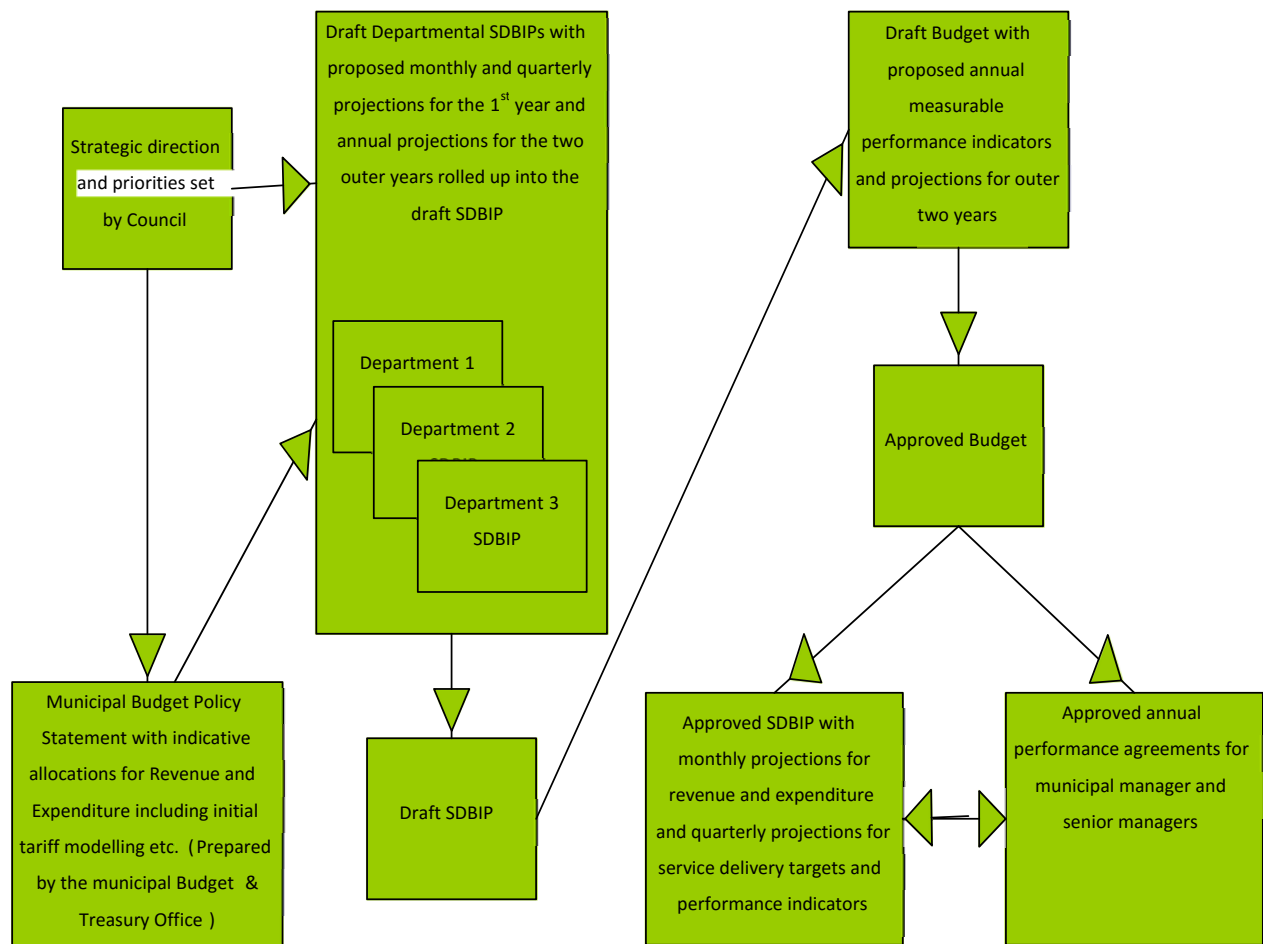 Strategic direction
and priorities set
by Council
Municipal Budget Policy
Statement with indicative
allocations for Revenue and
Expenditure including initial
tariff modelling etc. (Prepared
by the municipal Budget &
Treasury Office )
Draft Departmental SDBIPs with
proposed monthly and quarterly
projections for the 1st year and
annual projections for the two
outer years rolled up into the
draft SDBIP
Department 1
Department 2
Department 3
SDBIP
Draft SDBIP
Draft Budget with
proposed annual
measurable
performance indicators
and projections for outer
two years
Approved Budget
Approved SDBIP with
monthly projections for
revenue and expenditure
and quarterly projections for
service delivery targets and
performance indicators
Approved annual
performance agreements for
municipal manager and
senior managers